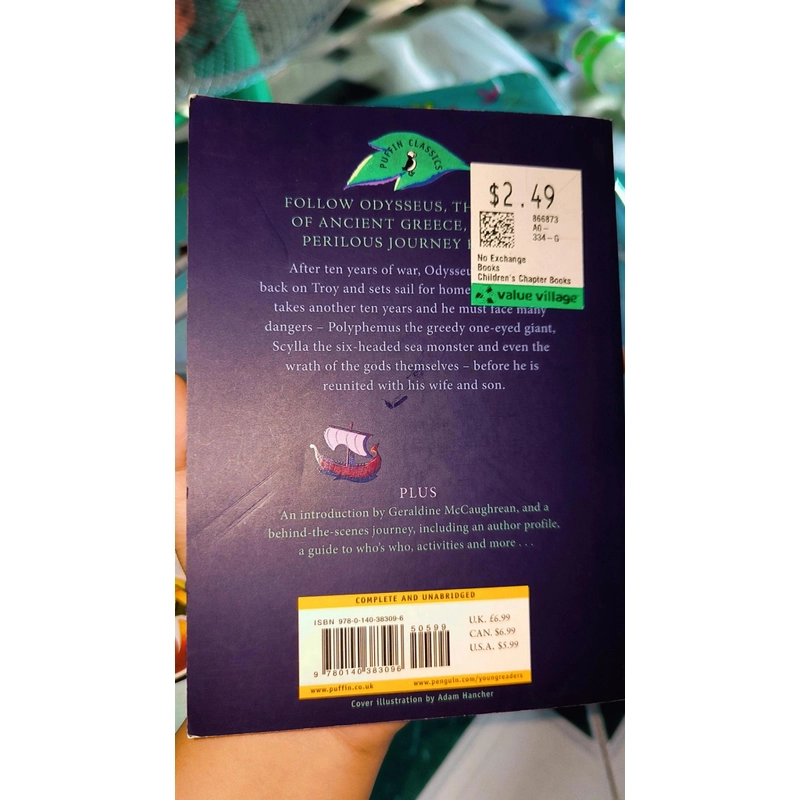 PUFFIN CLASSICS
FOLLOW ODYSSEUS, TH
OF ANCIENT GREECE,
PERILOUS JOURNEY
$2.49
866873
A0-
334-G
No Exchange
Books
Children's Chapter Books
value village
After ten years of war, Odysseu
back on Troy and sets sail for home
takes another ten years and he must face many
dangers – Polyphemus the greedy one-eyed giant,
Scylla the six-headed sea monster and even the
wrath of the gods themselves – before he is
reunited with his wife and son.
PLUS
An introduction by Geraldine McCaughrean, and a
behind-the-scenes journey, including an author profile,
a guide to who's who, activities and more . . .
COMPLETE AND UNABRIDGED
ISBN 978-0-140-38309-6
50599
9 780140 383096
U.K. £6.99
CAN. $6.99
U.S.A. $5.99
www.puffin.co.uk
www.penguin.com/youngreaders
Cover illustration by Adam Hancher